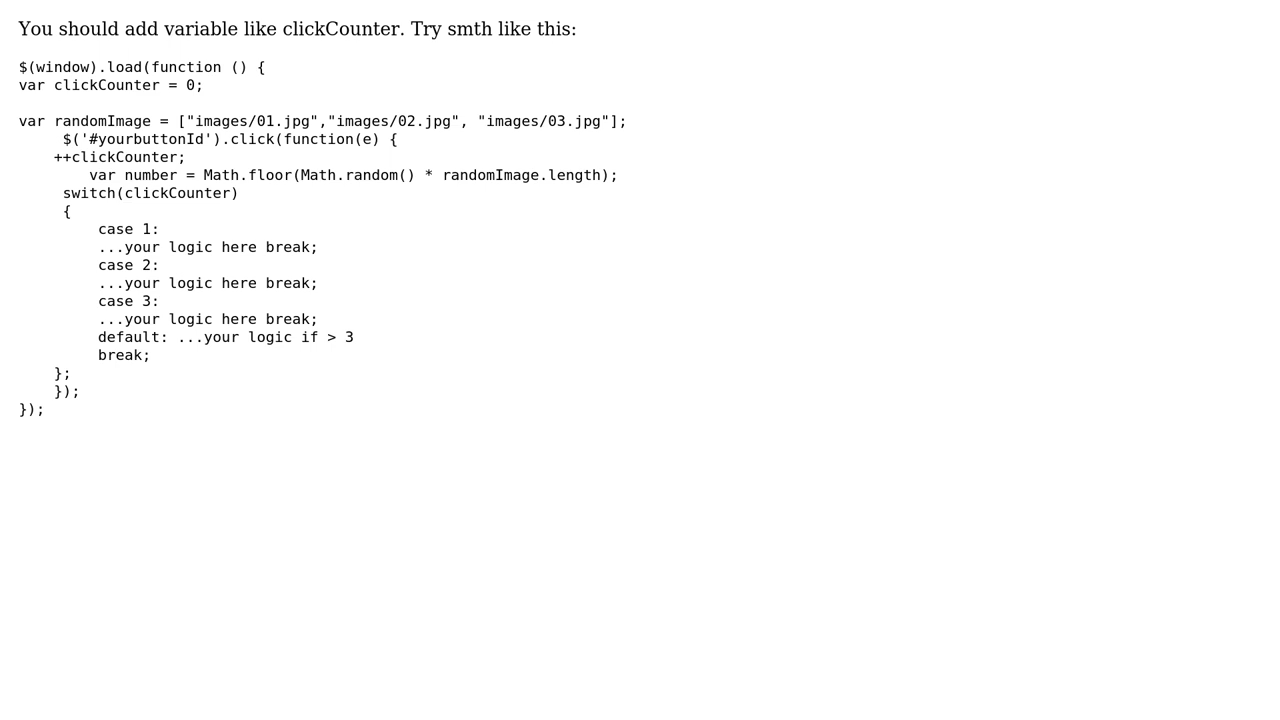 You should add variable like clickCounter. Try smth like this:
$(window).load(function () {
var clickCounter = 0;

var randomImage = ["images/01.jpg","images/02.jpg", "images/03.jpg"];
     $('#yourbuttonId').click(function(e) {
    ++clickCounter;
        var number = Math.floor(Math.random() * randomImage.length);
     switch(clickCounter)
     {
         case 1:
         ...your logic here break;
         case 2:
         ...your logic here break;
         case 3:
         ...your logic here break;
         default: ...your logic if > 3
         break;
    };
    });
});